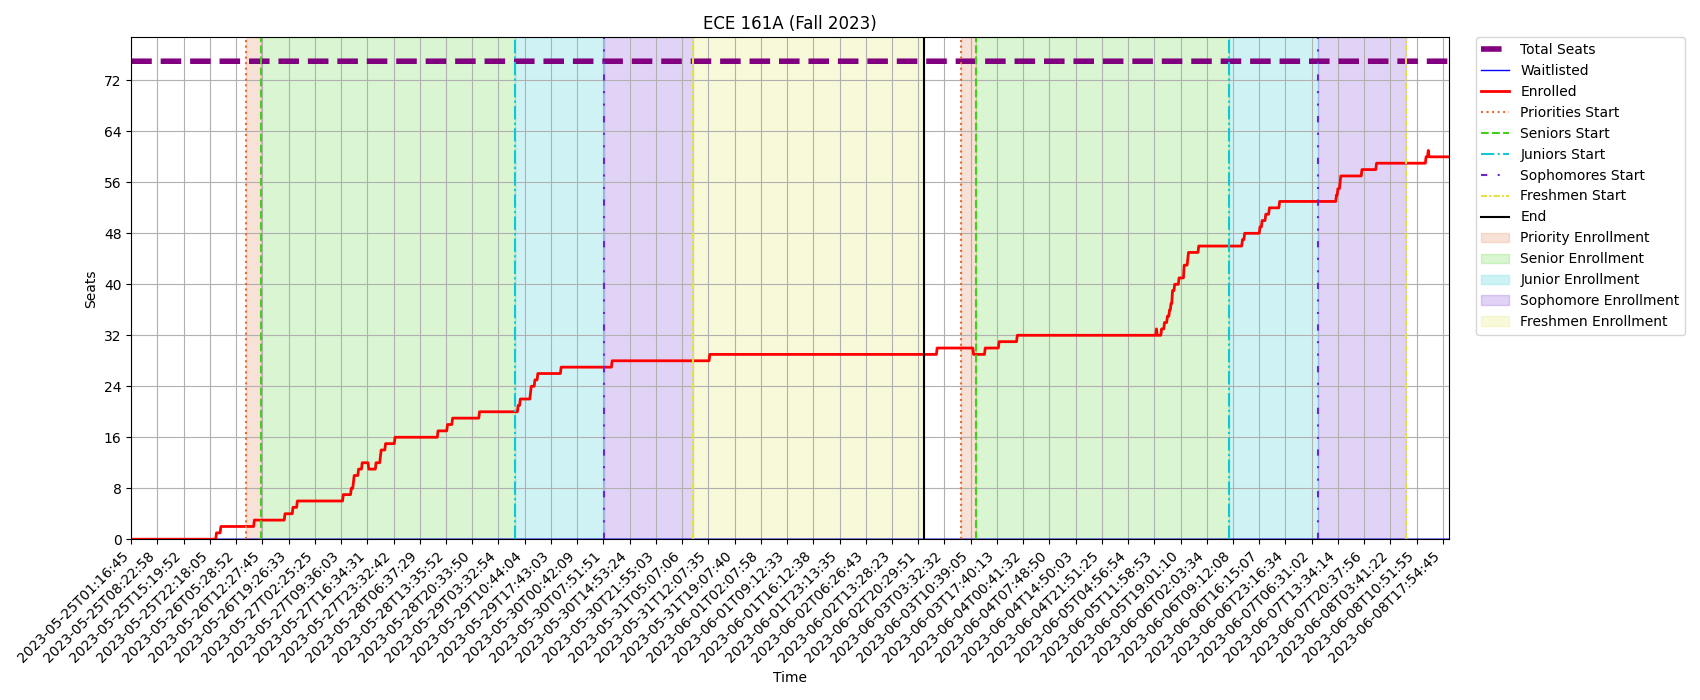 ECE 161A (Fall 2023)
Total Seats
Waitlisted
Enrolled
Priorities Start
Seniors Start
Juniors Start
Sophomores Start
Freshmen Start
End
Priority Enrollment
Senior Enrollment
Junior Enrollment
Sophomore Enrollment
Freshmen Enrollment
Seats
72
64
56
48
40
32
24
16
8
0
2023-05-25T01:16:45
2023-05-25T08:22:58
2023-05-25T15:19:52
2023-05-25T22:18:05
2023-05-26T05:28:52
2023-05-26T12:27:45
2023-05-26T19:26:33
2023-05-27T02:25:25
2023-05-27T09:36:03
2023-05-27T16:34:31
2023-05-27T23:32:42
2023-05-28T06:37:29
2023-05-28T13:35:52
2023-05-28T20:33:50
2023-05-29T03:32:54
2023-05-29T10:44:04
2023-05-29T17:43:03
2023-05-30T00:42:09
2023-05-30T07:51:51
2023-05-30T14:53:24
2023-05-30T21:55:03
2023-05-31T05:07:06
2023-05-31T12:07:35
2023-05-31T19:07:40
2023-06-01T02:07:58
2023-06-01T09:12:33
2023-06-01T16:12:38
2023-06-01T23:13:35
2023-06-02T06:26:43
2023-06-02T13:28:23
2023-06-02T20:29:51
2023-06-03T03:32:32
2023-06-03T10:39:05
2023-06-03T17:40:13
2023-06-04T00:41:32
2023-06-04T07:48:50
2023-06-04T14:50:03
2023-06-04T21:51:25
2023-06-05T04:56:54
2023-06-05T11:58:53
2023-06-05T19:01:10
2023-06-06T02:03:34
2023-06-06T09:12:08
2023-06-06T16:15:07
2023-06-06T23:16:34
2023-06-07T06:31:02
2023-06-07T13:34:14
2023-06-07T20:37:56
2023-06-08T03:41:22
2023-06-08T10:51:55
2023-06-08T17:54:45
Time